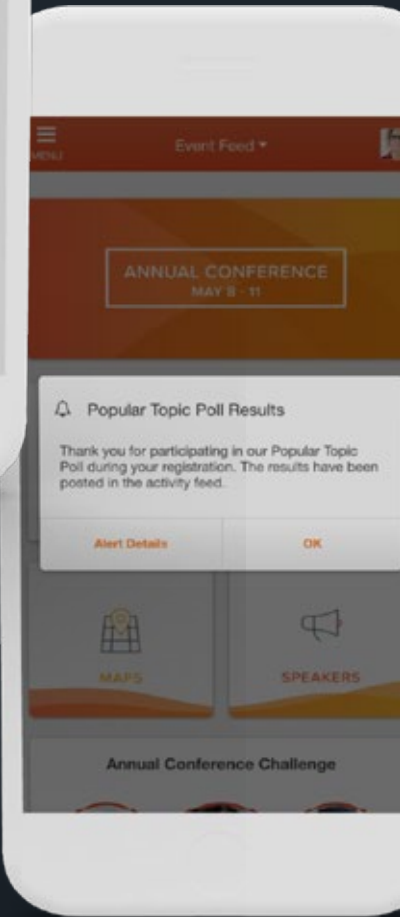 Event Feed
MENU
ANNUAL CONFERENCE
MAY 8 - 11
Popular Topic Poll Results
Thank you for participating in our Popular Topic
Poll during your registration. The results have been
posted in the activity feed.
Alert Details
OK
MAPS
SPEAKERS
Annual Conference Challenge